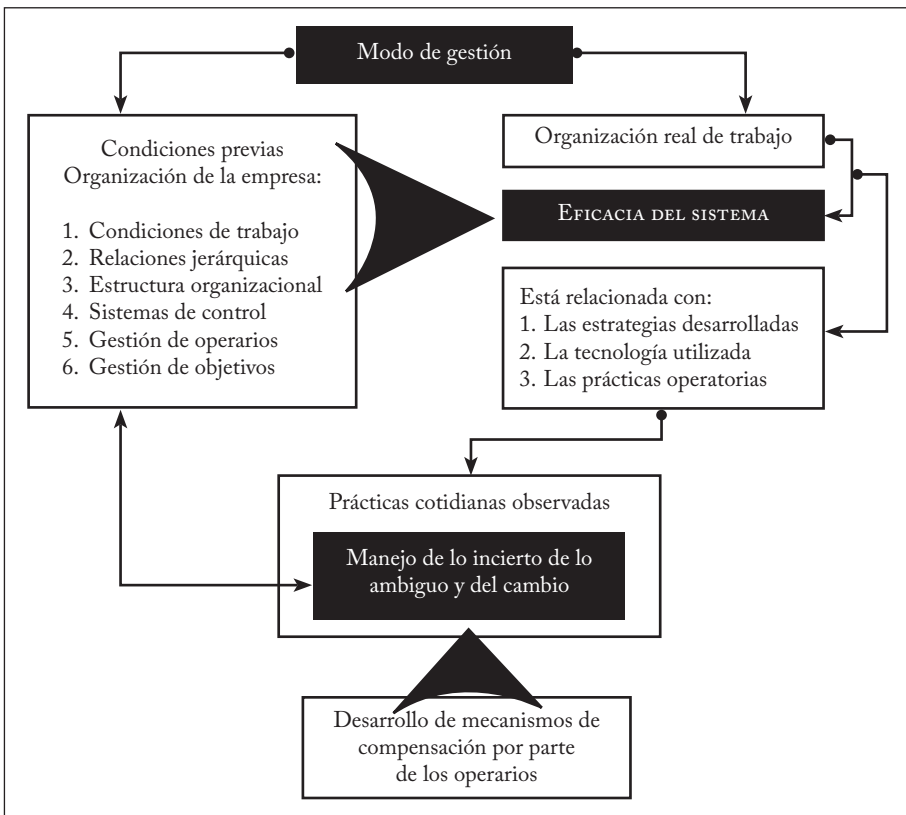 Modo de gestión
Condiciones previas
Organización de la empresa:
1. Condiciones de trabajo
2. Relaciones jerárquicas
3. Estructura organizacional
4. Sistemas de control
5. Gestión de operarios
6. Gestión de objetivos
Organización real de trabajo
Eficacia del sistema
Está relacionada con:
1. Las estrategias desarrolladas
2. La tecnología utilizada
3. Las prácticas operatorias
Prácticas cotidianas observadas
Manejo de lo incierto de lo
ambiguo y del cambio
Desarrollo de mecanismos de
compensación por parte
de los operarios